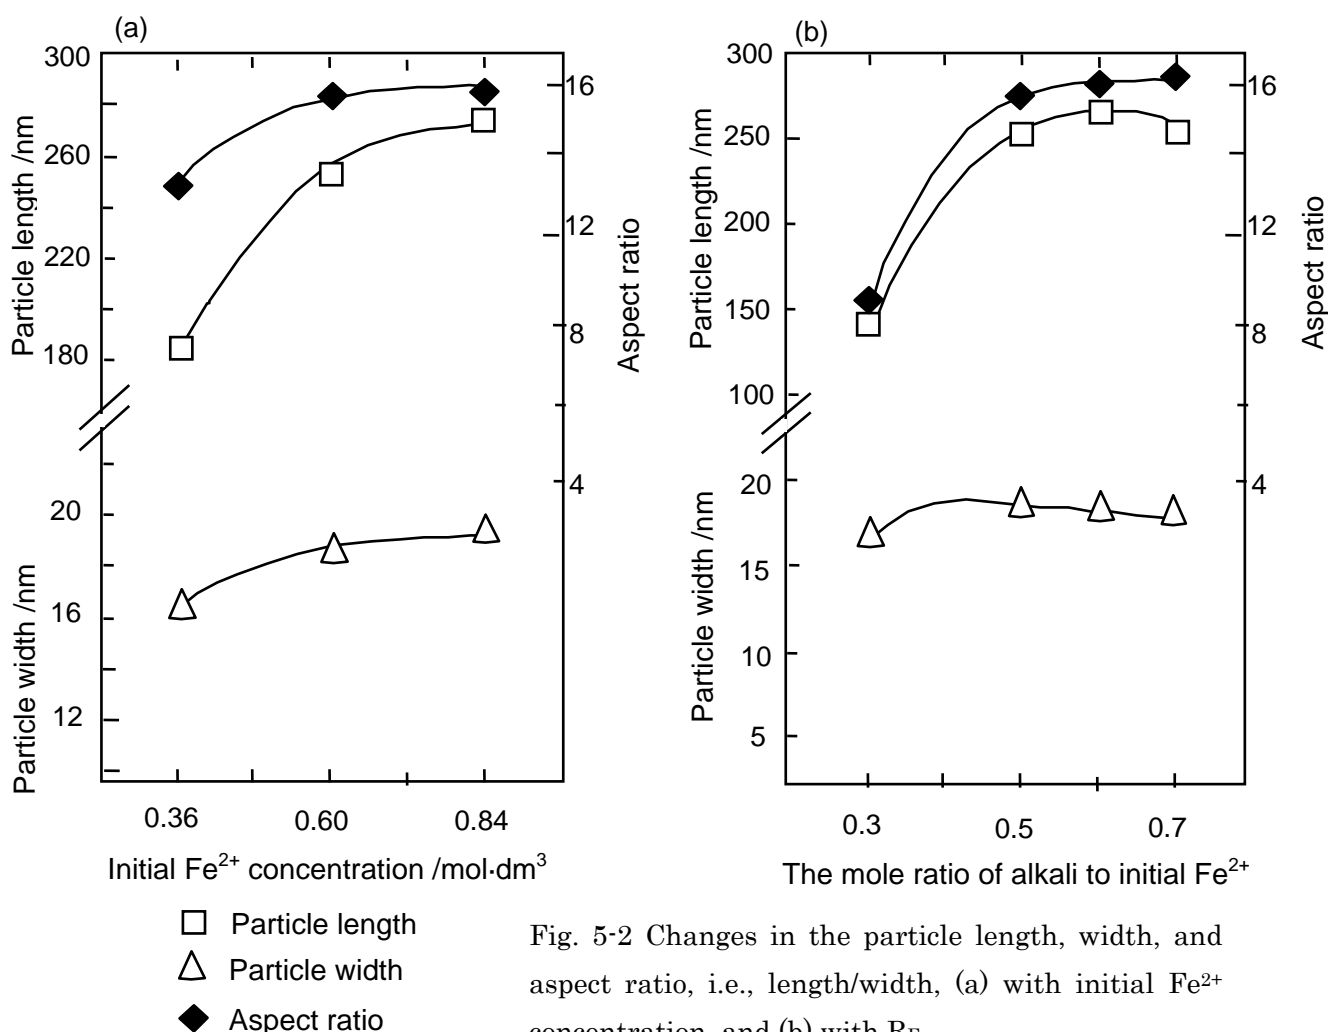 (a)
300
260
220
180
20
16
12
Particle length /nm
Particle width /nm
16
12
8
4
Aspect ratio
0.36 0.60 0.84
Initial Fe²⁺ concentration /mol·dm³
(b)
300
250
200
150
100
20
15
10
5
Particle length /nm
Particle width /nm
16
12
8
4
Aspect ratio
0.3 0.5 0.7
The mole ratio of alkali to initial Fe²⁺
Particle length
Particle width
Aspect ratio
Fig. 5-2 Changes in the particle length, width, and
aspect ratio, i.e., length/width, (a) with initial Fe²⁺
concentration, and (b) with